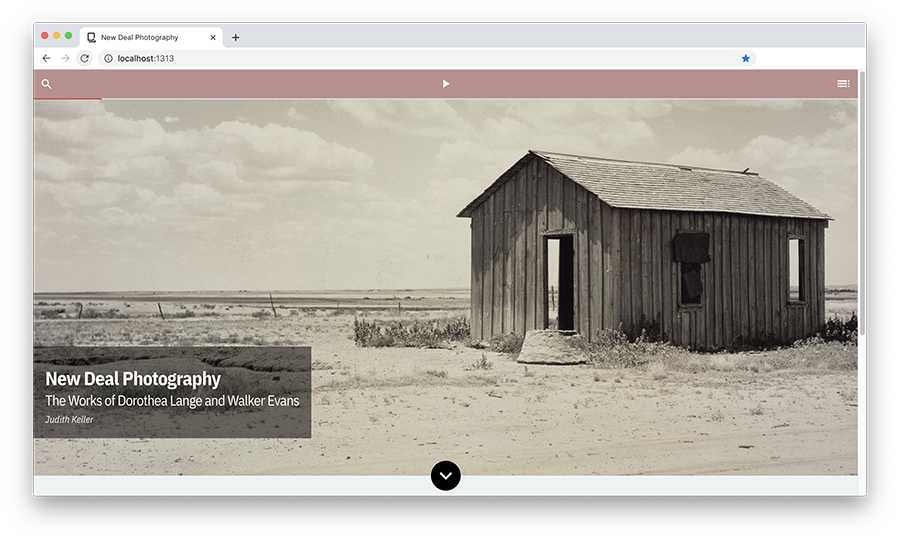 New Deal Photography
localhost:1313
New Deal Photography
The Works of Dorothea Lange and Walker Evans
Judith Keller